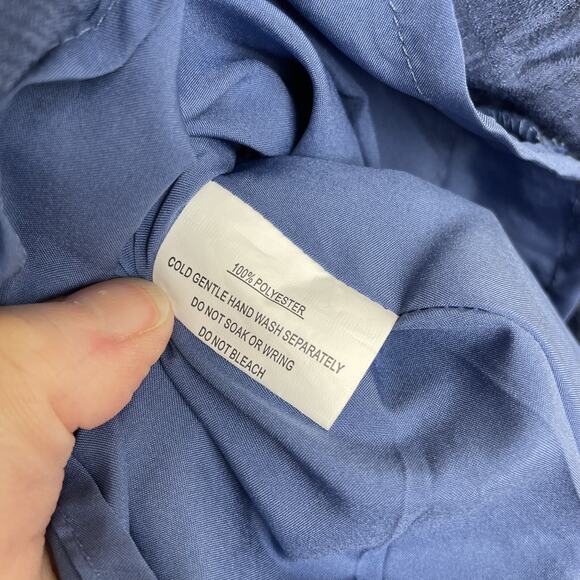 100% POLYESTER
COLD GENTLE HAND WASH SEPARATELY
DO NOT SOAK OR WRING
DO NOT BLEACH